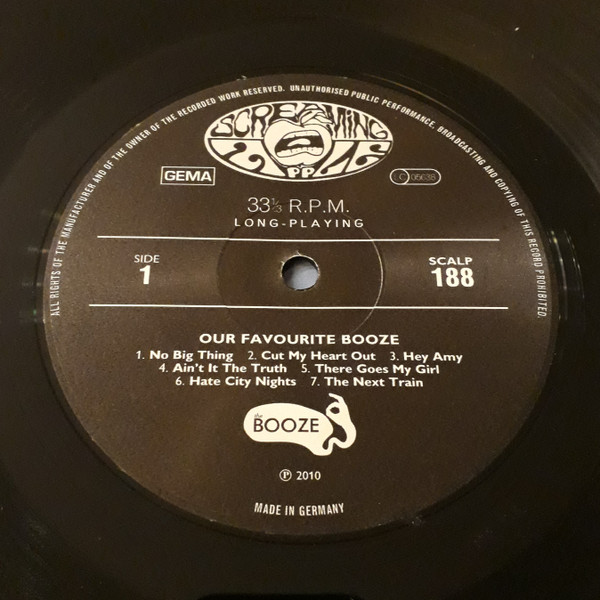 ALL RIGHTS OF THE MANUFACTURER AND OF THE OWNER OF THE RECORDED WORK RESERVED. UNAUTHORISED PUBLIC PERFORMANCE, BROADCASTING AND COPYING OF THIS RECORD PROHIBITED.
SCREAMING
APPLE
GEMA
LC 05638
33⅓ R.P.M.
LONG-PLAYING
SIDE
1
SCALP
188
OUR FAVOURITE BOOZE
1. No Big Thing 2. Cut My Heart Out 3. Hey Amy
4. Ain't It The Truth 5. There Goes My Girl
6. Hate City Nights 7. The Next Train
the
BOOZE
℗ 2010
MADE IN GERMANY